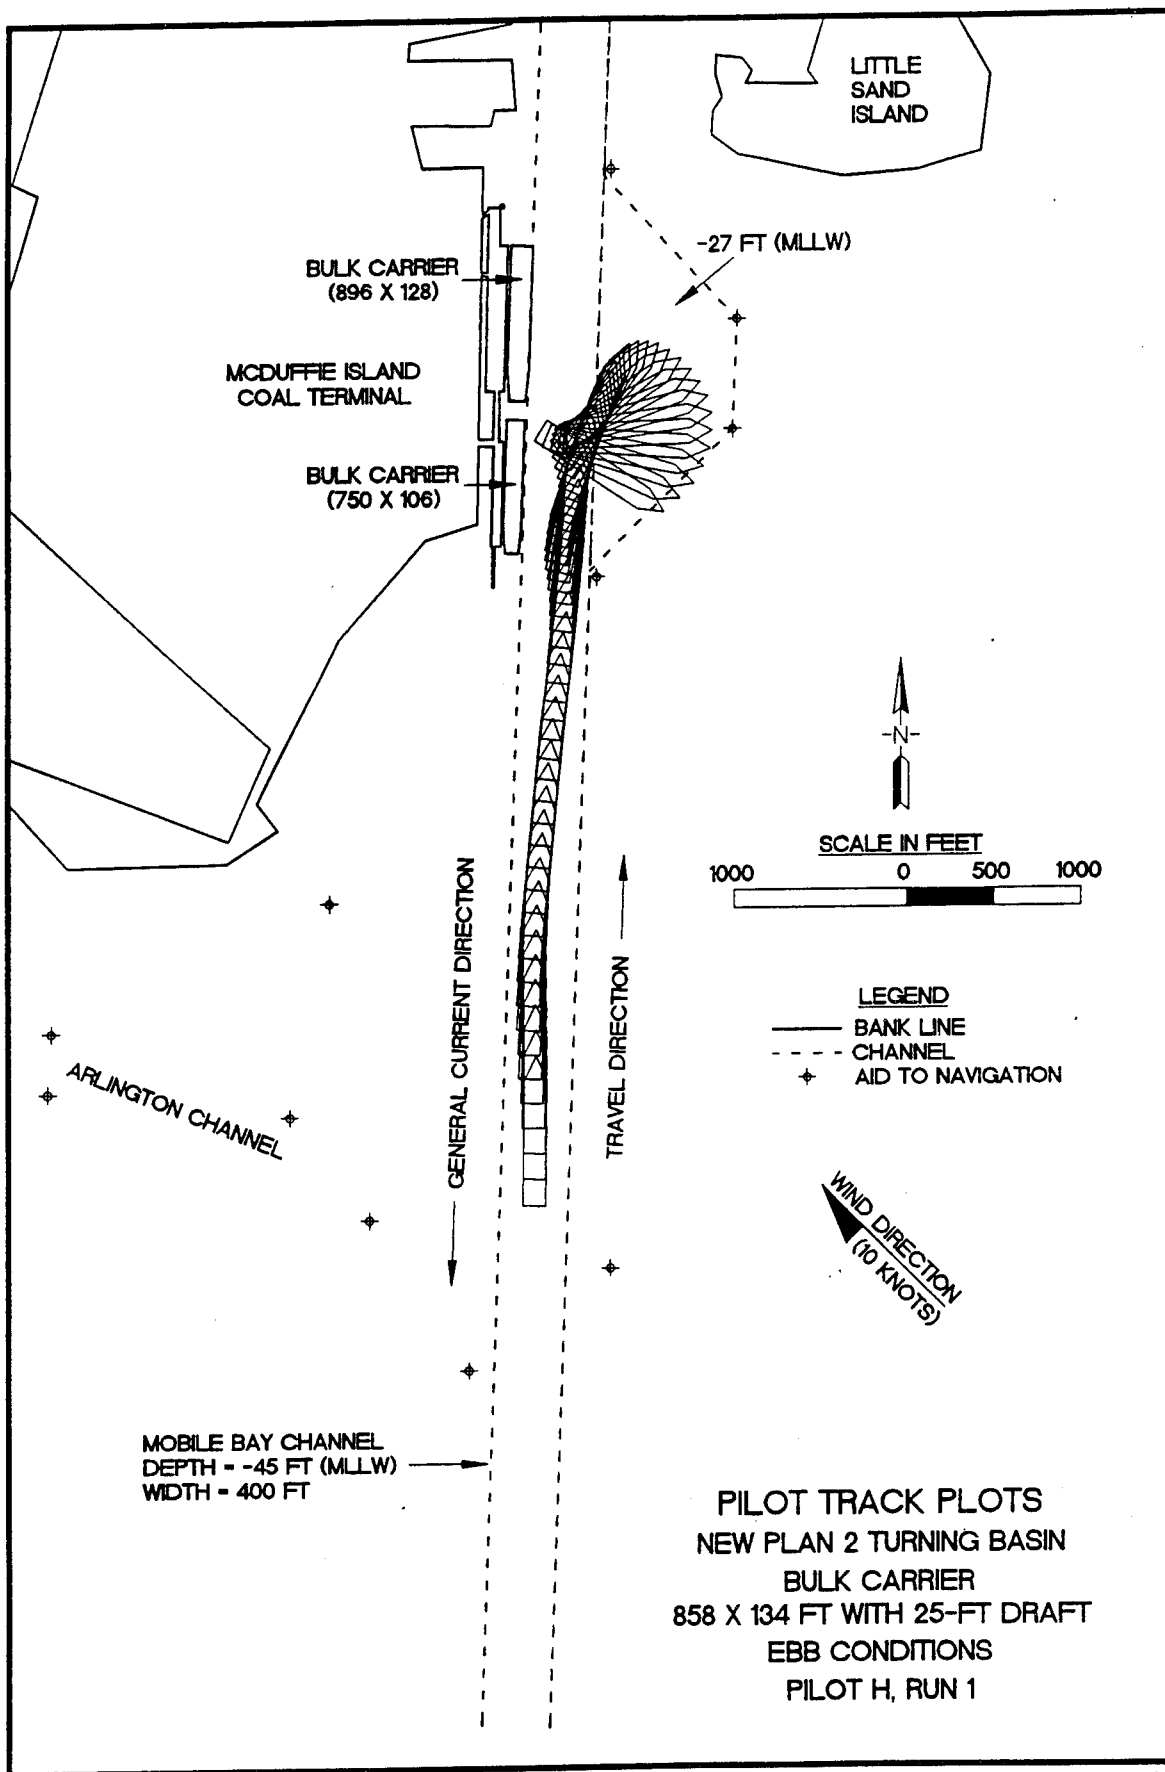 LITTLE
SAND
ISLAND
-27 FT (MLLW)
BULK CARRIER
(896 X 128)
MCDUFFIE ISLAND
COAL TERMINAL
BULK CARRIER
(750 X 106)
-N-
SCALE IN FEET
1000 0 500 1000
GENERAL CURRENT DIRECTION
TRAVEL DIRECTION
LEGEND
BANK LINE
CHANNEL
AID TO NAVIGATION
ARLINGTON CHANNEL
WIND DIRECTION
(10 KNOTS)
MOBILE BAY CHANNEL
DEPTH = -45 FT (MLLW)
WIDTH = 400 FT
PILOT TRACK PLOTS
NEW PLAN 2 TURNING BASIN
BULK CARRIER
858 X 134 FT WITH 25-FT DRAFT
EBB CONDITIONS
PILOT H, RUN 1